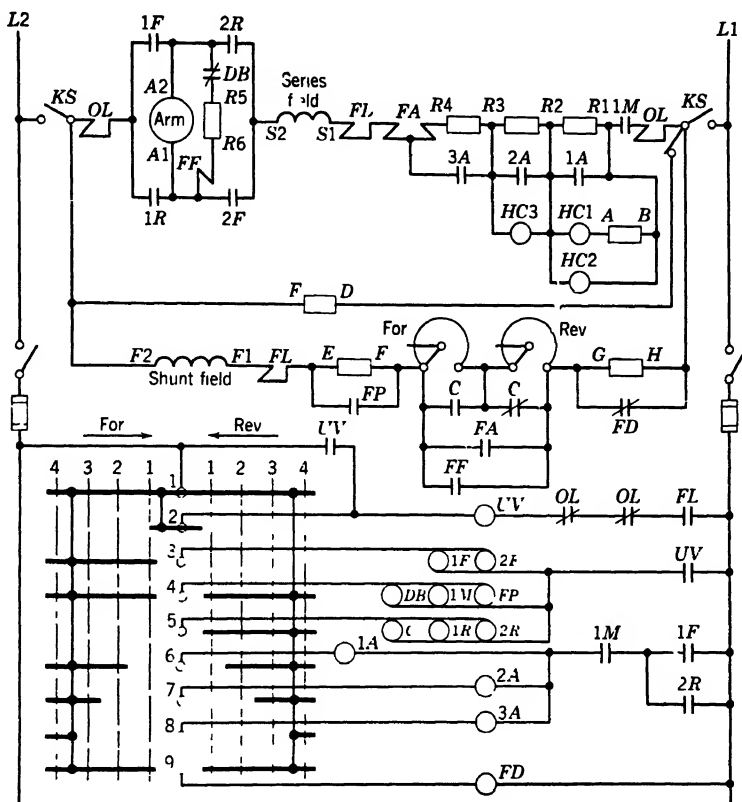 L2
1F
2R
L1
KS
OL
A2
DB
R5
Arm
R6
A1
FF
1R
2F
Series
field
S2
S1
FL
FA
R4
R3
R2
R1
1M
OL
KS
3A
2A
1A
HC3
HC1
A
B
HC2
F
D
For
Rev
F2
F1
FL
E
F
G
H
Shunt field
FP
C
C
FD
FA
FF
For
Rev
UV
4 3 2 1
1 2 3 4
1
2
UV
OL
OL
FL
3
1F
2F
UV
4
DB
1M
FP
5
1R
2R
6
1A
1M
1F
7
2A
2R
8
3A
9
FD